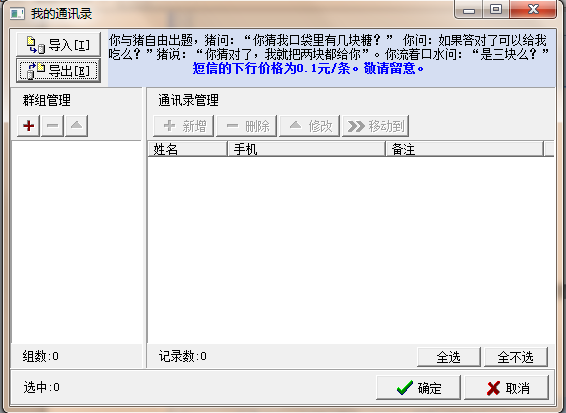 我的通讯录
导入[I]
导出[E]
你与猪自由出题，猪问：“你猜我口袋里有几块糖？” 你问：如果答对了可以给我
吃么？”猪说：“你猜对了，我就把两块都给你”。你流着口水问：“是三块么？”
短信的下行价格为0.1元/条。敬请留意。
群组管理
通讯录管理
新增 删除 修改 移动到
姓名 手机 备注
组数:0
记录数:0
全选 全不选
选中:0
确定 取消